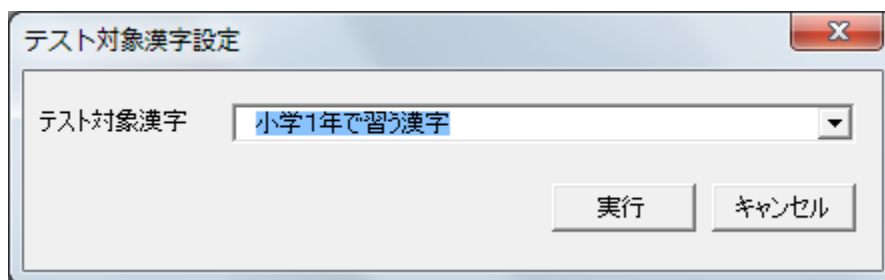 テスト対象漢字設定
テスト対象漢字
小学1年で習う漢字
実行
キャンセル